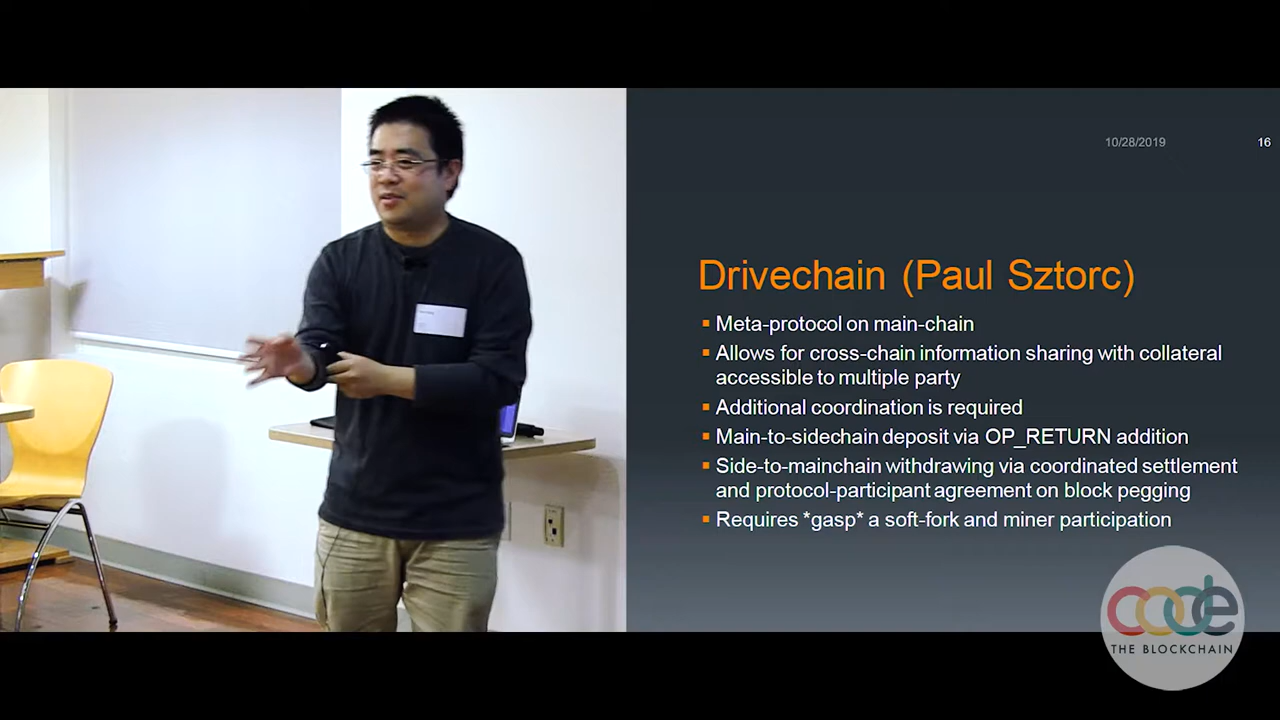 10/28/2019
16
Drivechain (Paul Sztorc)
▪ Meta-protocol on main-chain
▪ Allows for cross-chain information sharing with collateral
accessible to multiple party
▪ Additional coordination is required
▪ Main-to-sidechain deposit via OP_RETURN addition
▪ Side-to-mainchain withdrawing via coordinated settlement
and protocol-participant agreement on block pegging
▪ Requires *gasp* a soft-fork and miner participation
code
THE BLOCKCHAIN